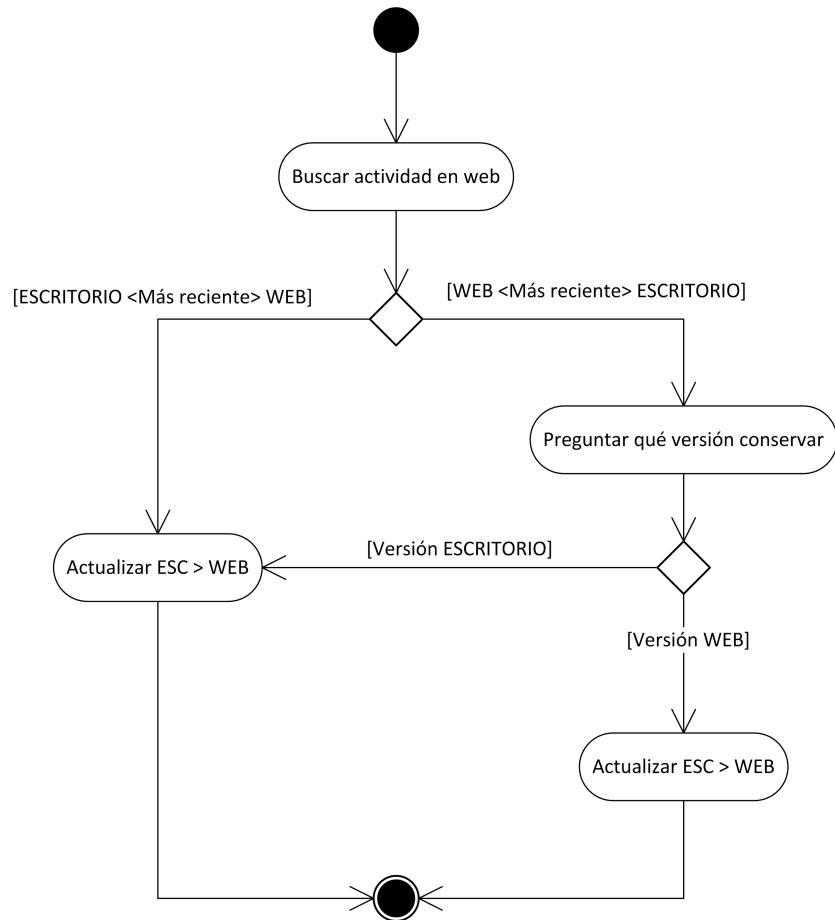 Buscar actividad en web
[ESCRITORIO <Más reciente> WEB]
[WEB <Más reciente> ESCRITORIO]
Preguntar qué versión conservar
[Versión ESCRITORIO]
Actualizar ESC > WEB
[Versión WEB]
Actualizar ESC > WEB